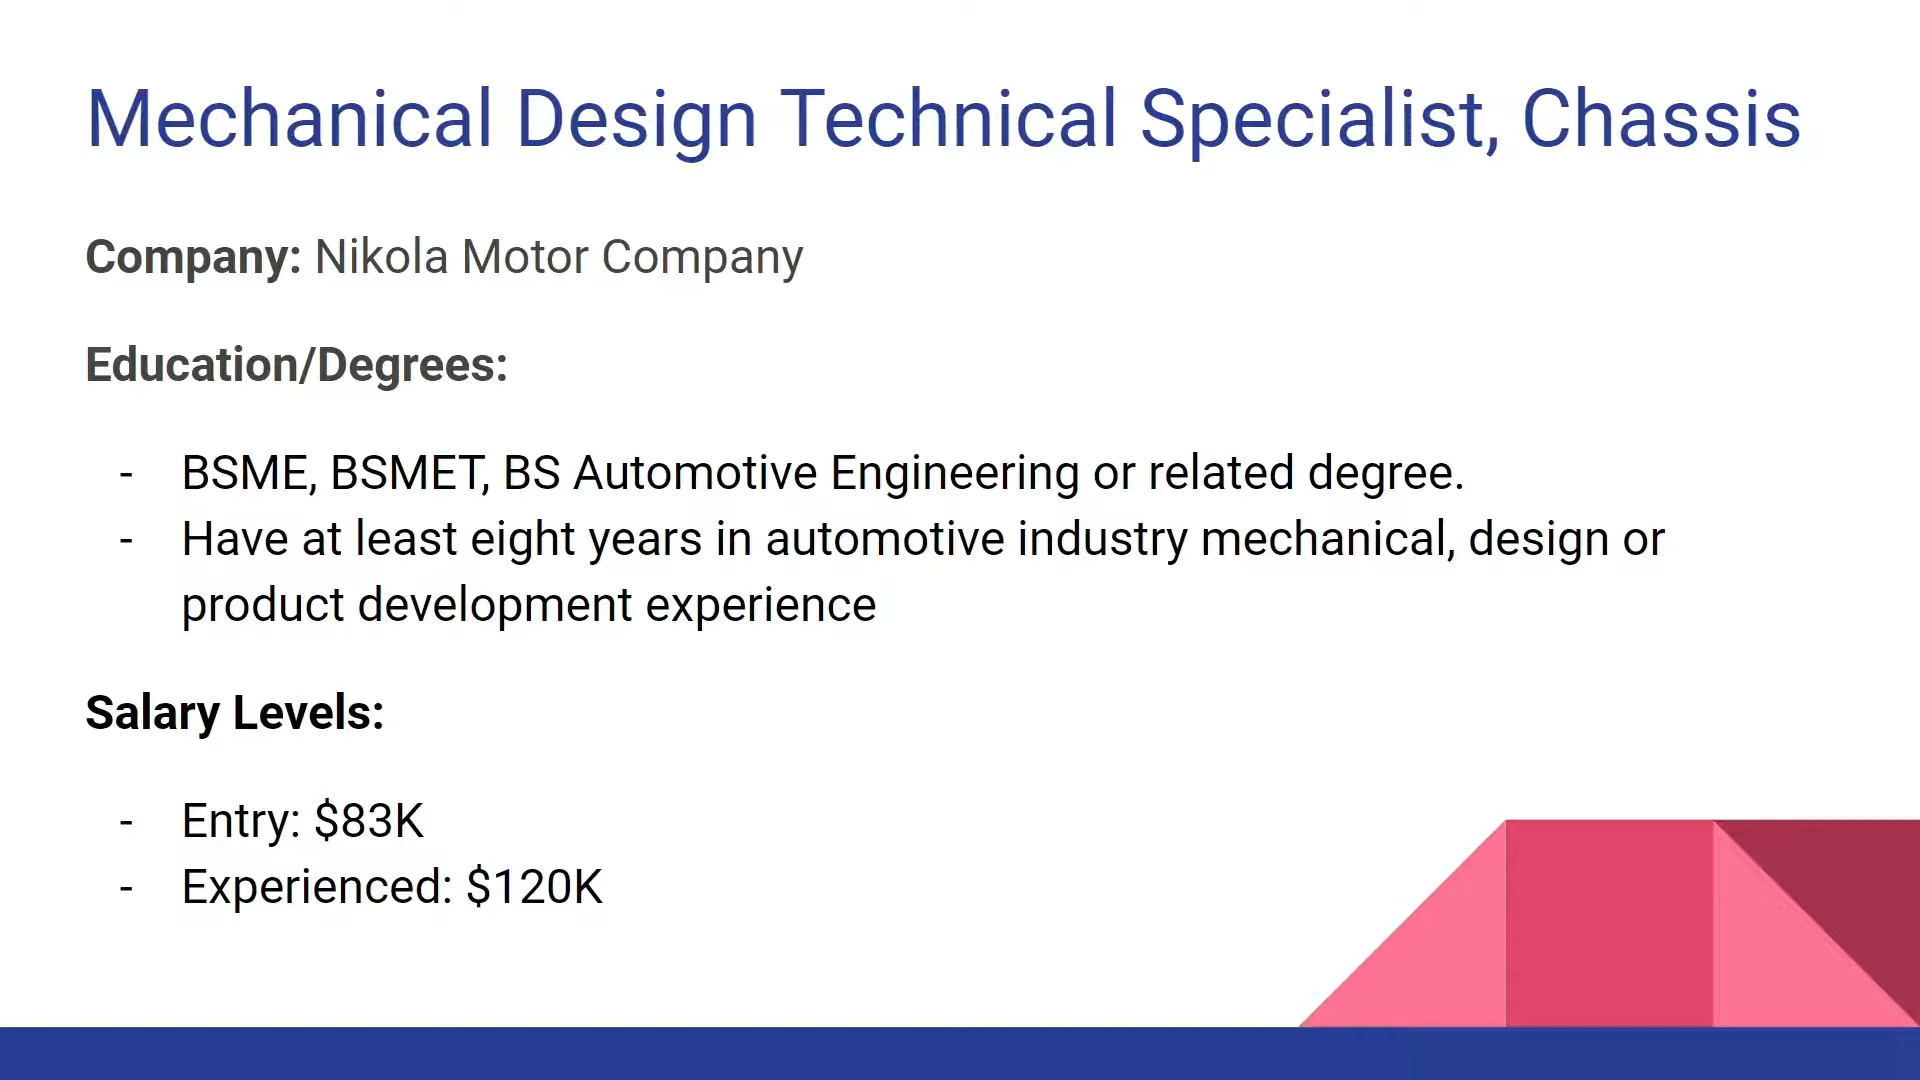 Mechanical Design Technical Specialist, Chassis
Company: Nikola Motor Company
Education/Degrees:
- BSME, BSMET, BS Automotive Engineering or related degree.
- Have at least eight years in automotive industry mechanical, design or
product development experience
Salary Levels:
- Entry: $83K
- Experienced: $120K